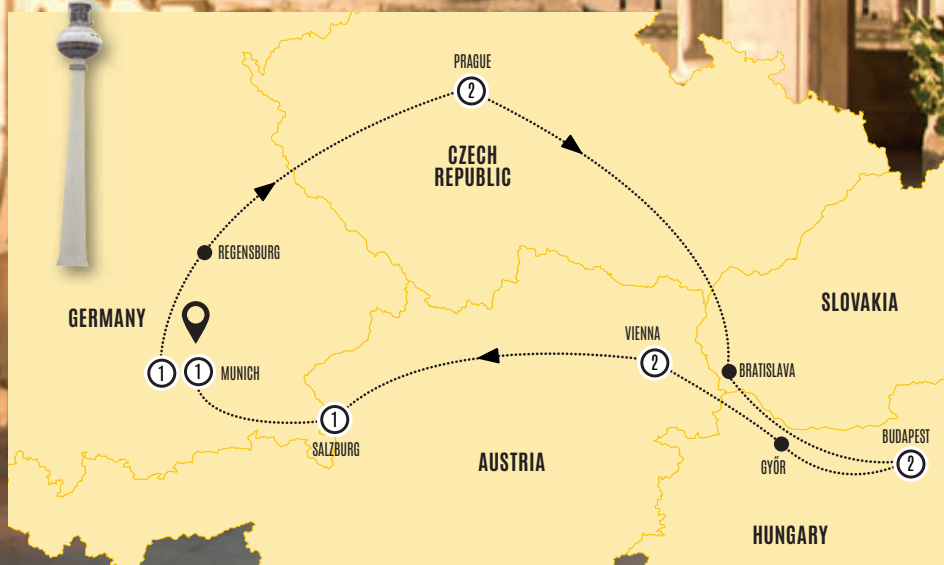 PRAGUE
2
CZECH
REPUBLIC
REGENSBURG
GERMANY
SLOVAKIA
VIENNA
2
1
1
MUNICH
BRATISLAVA
1
SALZBURG
AUSTRIA
GYŐR
BUDAPEST
2
HUNGARY